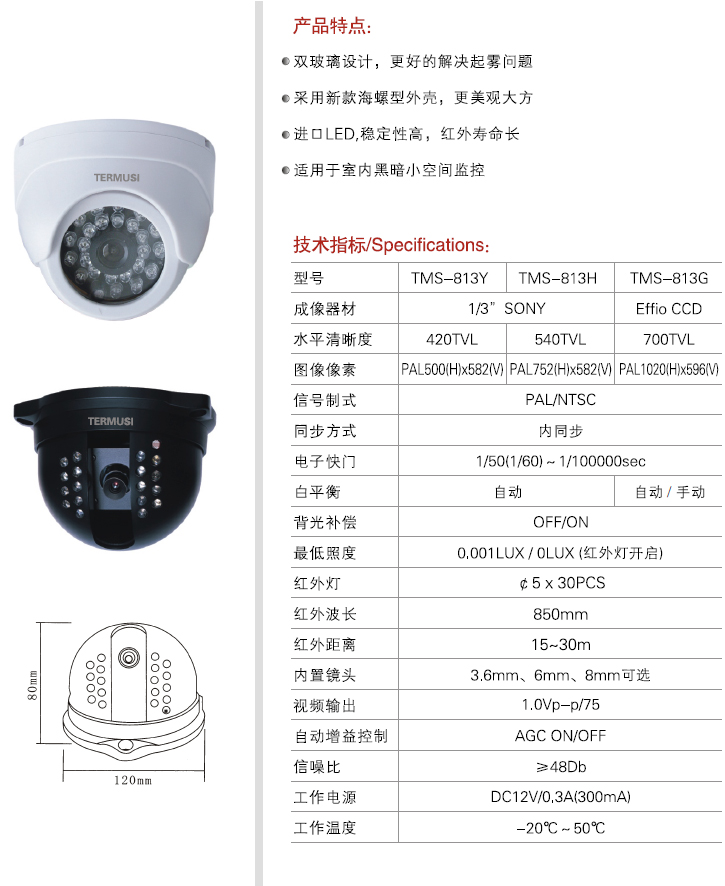 TERMUSI
TERMUSI
80mm
120mm
产品特点:
双玻璃设计，更好的解决起雾问题
采用新款海螺型外壳，更美观大方
进口LED,稳定性高，红外寿命长
适用于室内黑暗小空间监控
技术指标/Specifications:
型号 TMS-813Y TMS-813H TMS-813G
成像器材 1/3” SONY Effio CCD
水平清晰度 420TVL 540TVL 700TVL
图像像素 PAL500(H)x582(V) PAL752(H)x582(V) PAL1020(H)x596(V)
信号制式 PAL/NTSC
同步方式 内同步
电子快门 1/50(1/60)~1/100000sec
白平衡 自动 自动/手动
背光补偿 OFF/ON
最低照度 0.001LUX / 0LUX (红外灯开启)
红外灯 ¢5 x 30PCS
红外波长 850mm
红外距离 15~30m
内置镜头 3.6mm、6mm、8mm可选
视频输出 1.0Vp-p/75
自动增益控制 AGC ON/OFF
信噪比 ≥48Db
工作电源 DC12V/0.3A(300mA)
工作温度 -20℃~50℃